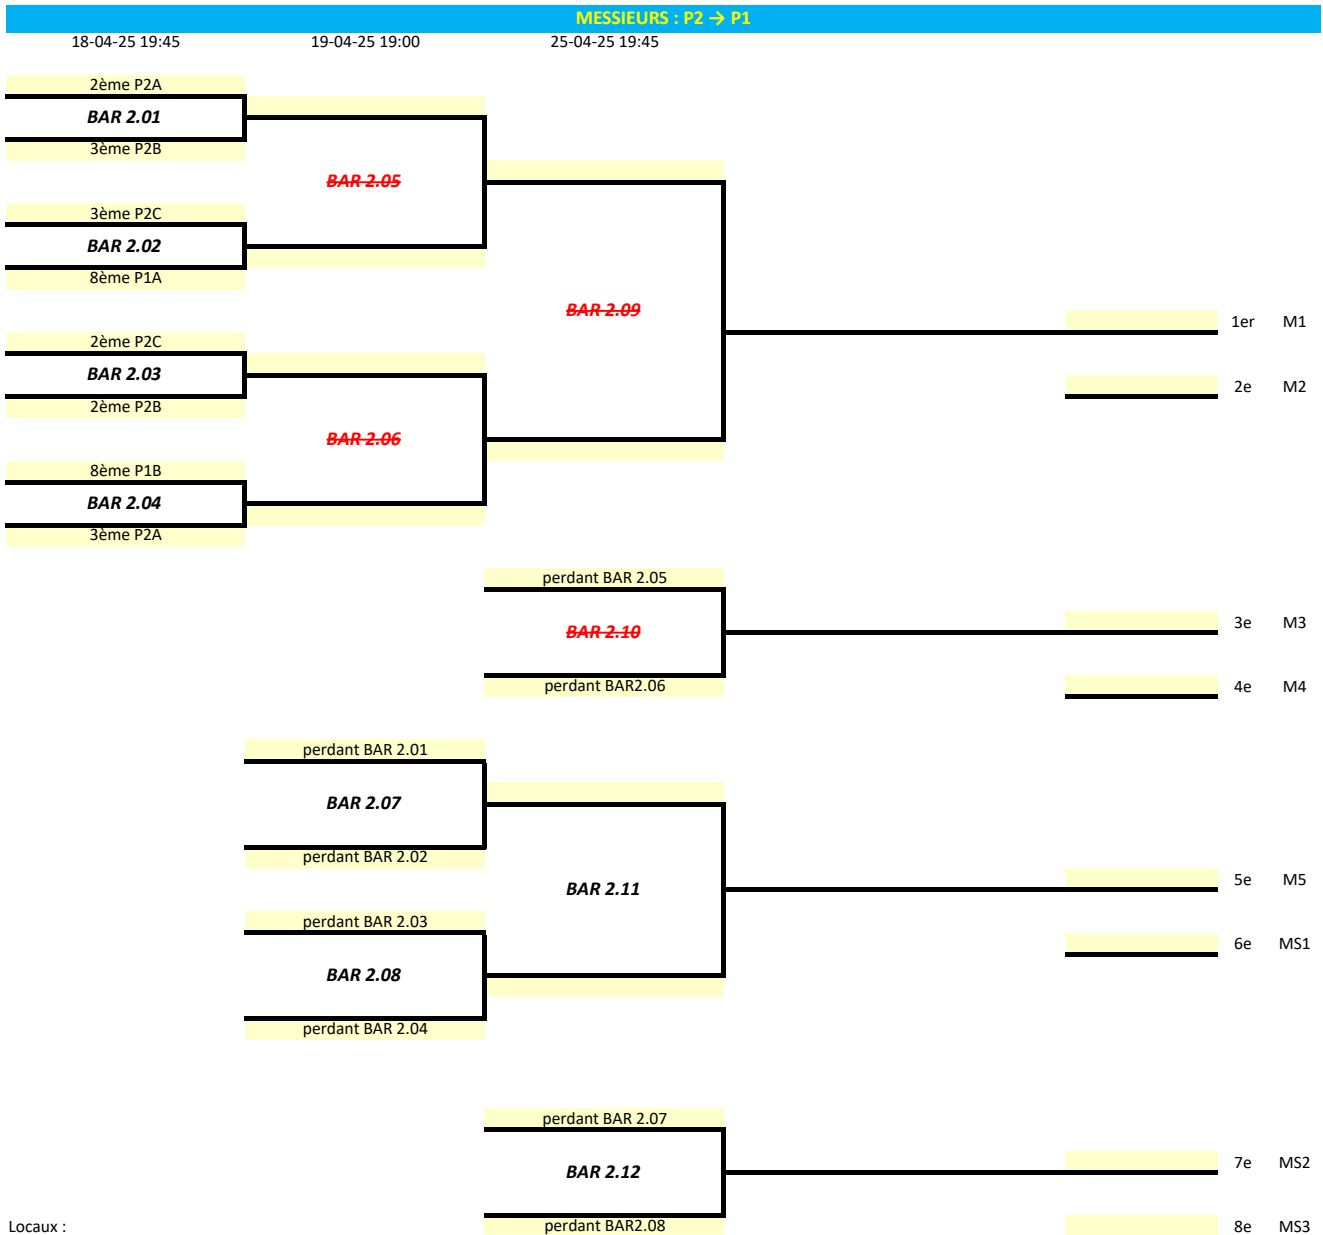 MESSIEURS : P2 → P1
18-04-25 19:45
19-04-25 19:00
25-04-25 19:45
2ème P2A
BAR 2.01
3ème P2B
BAR 2.05
3ème P2C
BAR 2.02
8ème P1A
BAR 2.09
1er M1
2ème P2C
BAR 2.03
2e M2
2ème P2B
BAR 2.06
8ème P1B
BAR 2.04
3ème P2A
perdant BAR 2.05
BAR 2.10
3e M3
perdant BAR2.06
4e M4
perdant BAR 2.01
BAR 2.07
perdant BAR 2.02
BAR 2.11
5e M5
perdant BAR 2.03
6e MS1
BAR 2.08
perdant BAR 2.04
perdant BAR 2.07
BAR 2.12
7e MS2
Locaux :
perdant BAR2.08
8e MS3